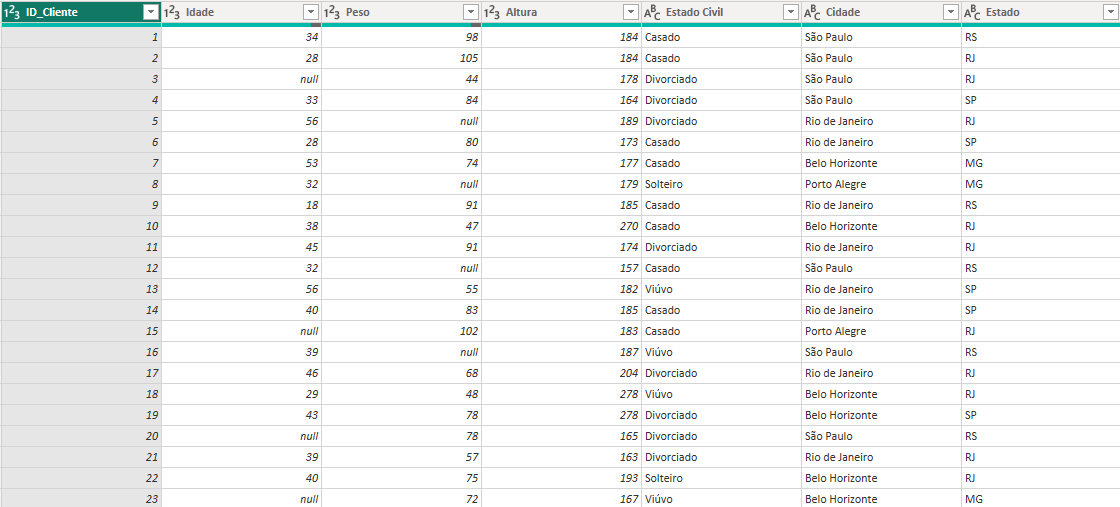 1²3 ID_Cliente 1²3 Idade 1²3 Peso 1²3 Altura ABC Estado Civil ABC Cidade ABC Estado
1 34 98 184 Casado São Paulo RS
2 28 105 184 Casado São Paulo RJ
3 null 44 178 Divorciado São Paulo RJ
4 33 84 164 Divorciado São Paulo SP
5 56 null 189 Divorciado Rio de Janeiro RJ
6 28 80 173 Casado Rio de Janeiro SP
7 53 74 177 Casado Belo Horizonte MG
8 32 null 179 Solteiro Porto Alegre MG
9 18 91 185 Casado Rio de Janeiro RS
10 38 47 270 Casado Belo Horizonte RJ
11 45 91 174 Divorciado Rio de Janeiro RJ
12 32 null 157 Casado São Paulo RS
13 56 55 182 Viúvo Rio de Janeiro SP
14 40 83 185 Casado Rio de Janeiro SP
15 null 102 183 Casado Porto Alegre RJ
16 39 null 187 Viúvo São Paulo RS
17 46 68 204 Divorciado Rio de Janeiro RJ
18 29 48 278 Viúvo Belo Horizonte RJ
19 43 78 278 Divorciado Belo Horizonte SP
20 null 78 165 Divorciado São Paulo RS
21 39 57 163 Divorciado Rio de Janeiro RJ
22 40 75 193 Solteiro Belo Horizonte RJ
23 null 72 167 Viúvo Belo Horizonte MG